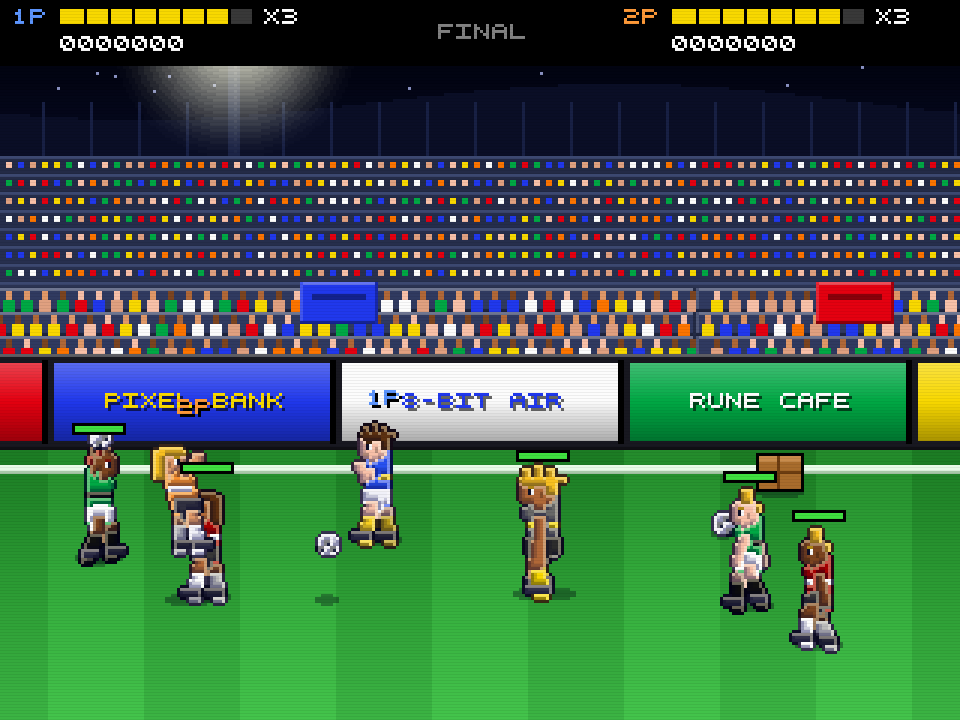 1P X3
0000000
FINAL
2P X3
0000000
PIXEL BANK
2P
1P
8-BIT AIR
RUNE CAFE